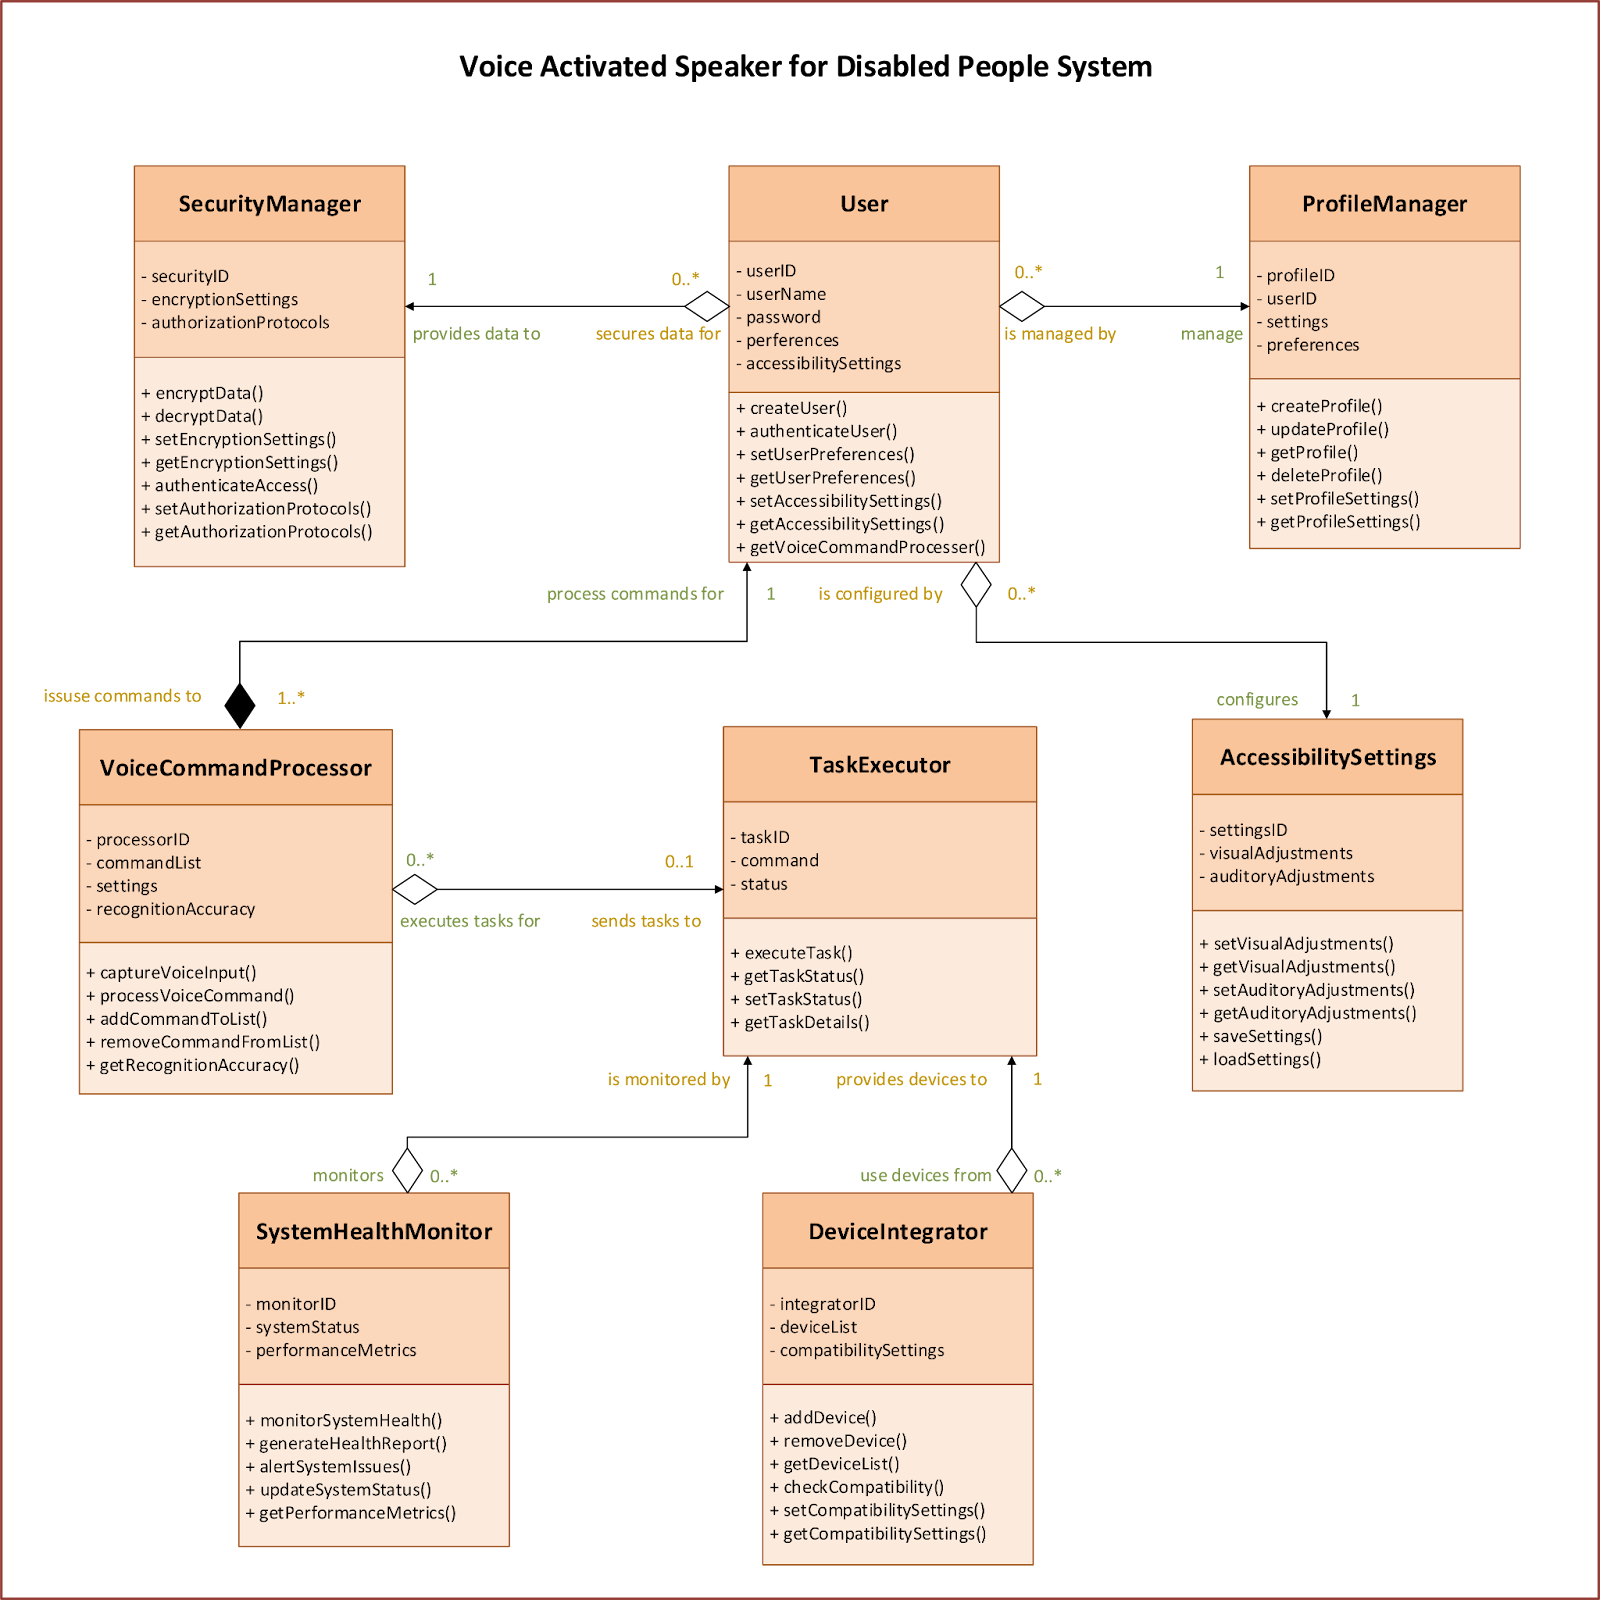 Voice Activated Speaker for Disabled People System
SecurityManager
- securityID
- encryptionSettings
- authorizationProtocols
+ encryptData()
+ decryptData()
+ setEncryptionSettings()
+ getEncryptionSettings()
+ authenticateAccess()
+ setAuthorizationProtocols()
+ getAuthorizationProtocols()
1
provides data to
0..*
secures data for
User
- userID
- userName
- password
- perferences
- accessibilitySettings
+ createUser()
+ authenticateUser()
+ setUserPreferences()
+ getUserPreferences()
+ setAccessibilitySettings()
+ getAccessibilitySettings()
+ getVoiceCommandProcesser()
0..*
is managed by
1
manage
ProfileManager
- profileID
- userID
- settings
- preferences
+ createProfile()
+ updateProfile()
+ getProfile()
+ deleteProfile()
+ setProfileSettings()
+ getProfileSettings()
process commands for
1
is configured by
0..*
issuse commands to
1..*
configures
1
VoiceCommandProcessor
- processorID
- commandList
- settings
- recognitionAccuracy
+ captureVoiceInput()
+ processVoiceCommand()
+ addCommandToList()
+ removeCommandFromList()
+ getRecognitionAccuracy()
0..*
executes tasks for
0..1
sends tasks to
TaskExecutor
- taskID
- command
- status
+ executeTask()
+ getTaskStatus()
+ setTaskStatus()
+ getTaskDetails()
AccessibilitySettings
- settingsID
- visualAdjustments
- auditoryAdjustments
+ setVisualAdjustments()
+ getVisualAdjustments()
+ setAuditoryAdjustments()
+ getAuditoryAdjustments()
+ saveSettings()
+ loadSettings()
is monitored by
1
provides devices to
1
monitors
0..*
use devices from
0..*
SystemHealthMonitor
- monitorID
- systemStatus
- performanceMetrics
+ monitorSystemHealth()
+ generateHealthReport()
+ alertSystemIssues()
+ updateSystemStatus()
+ getPerformanceMetrics()
DeviceIntegrator
- integratorID
- deviceList
- compatibilitySettings
+ addDevice()
+ removeDevice()
+ getDeviceList()
+ checkCompatibility()
+ setCompatibilitySettings()
+ getCompatibilitySettings()